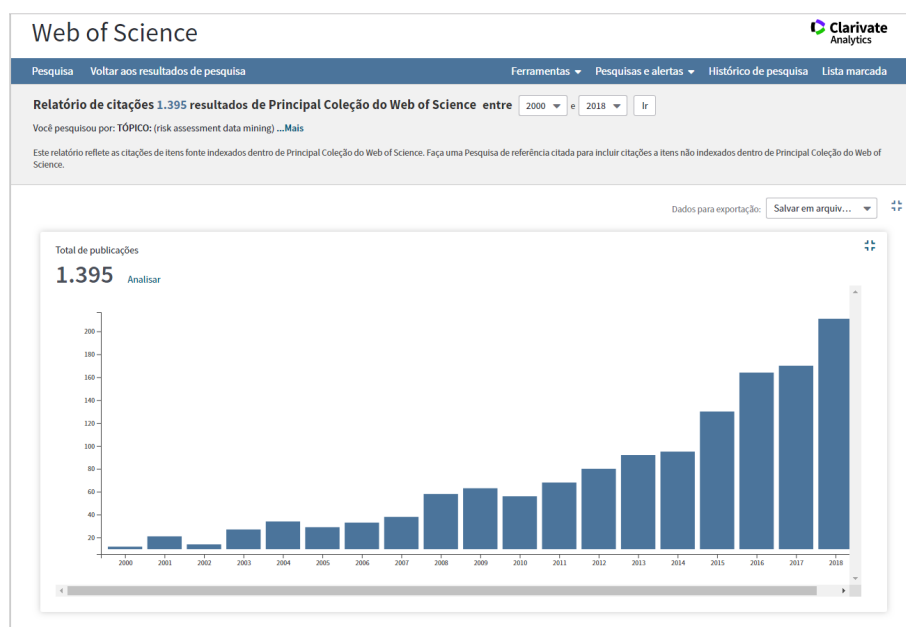 Web of Science
Clarivate
Analytics
Pesquisa Voltar aos resultados de pesquisa Ferramentas Pesquisas e alertas Histórico de pesquisa Lista marcada
Relatório de citações 1.395 resultados de Principal Coleção do Web of Science entre 2000 e 2018 Ir
Você pesquisou por: TÓPICO: (risk assessment data mining) ...Mais
Este relatório reflete as citações de itens fonte indexados dentro de Principal Coleção do Web of Science. Faça uma Pesquisa de referência citada para incluir citações a itens não indexados dentro de Principal Coleção do Web of
Science.
Dados para exportação: Salvar em arquiv...
Total de publicações
1.395 Analisar
200
180
160
140
120
100
80
60
40
20
2000 2001 2002 2003 2004 2005 2006 2007 2008 2009 2010 2011 2012 2013 2014 2015 2016 2017 2018